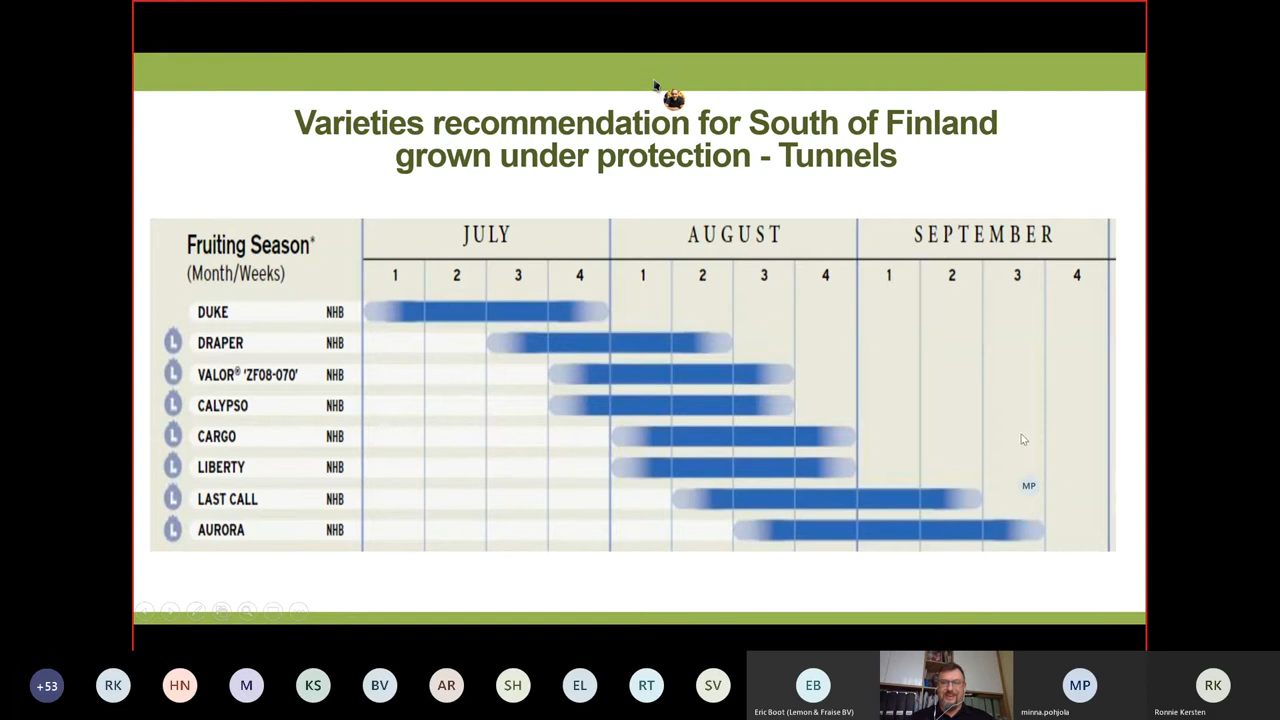 Varieties recommendation for South of Finland
grown under protection - Tunnels
Fruiting Season*
(Month/Weeks)
JULY AUGUST SEPTEMBER
1 2 3 4 1 2 3 4 1 2 3 4
DUKE NHB
L DRAPER NHB
L VALOR® 'ZF08-070' NHB
L CALYPSO NHB
L CARGO NHB
L LIBERTY NHB
MP
L LAST CALL NHB
L AURORA NHB
+53 RK HN M KS BV AR SH EL RT SV EB MP RK
Eric Boot (Lemon & Fraise BV) minna.pohjola Ronnie Kersten